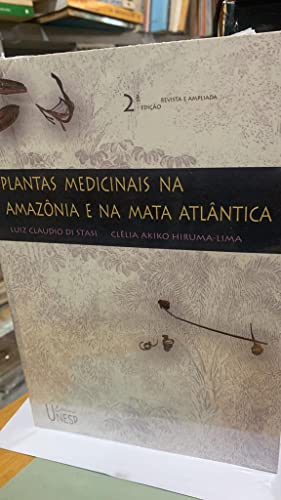 2ª
EDIÇÃO
REVISTA E AMPLIADA
PLANTAS MEDICINAIS NA
AMAZÔNIA E NA MATA ATLÂNTICA
LUIZ CLAUDIO DI STASI CLÉLIA AKIKO HIRUMA-LIMA
UNESP